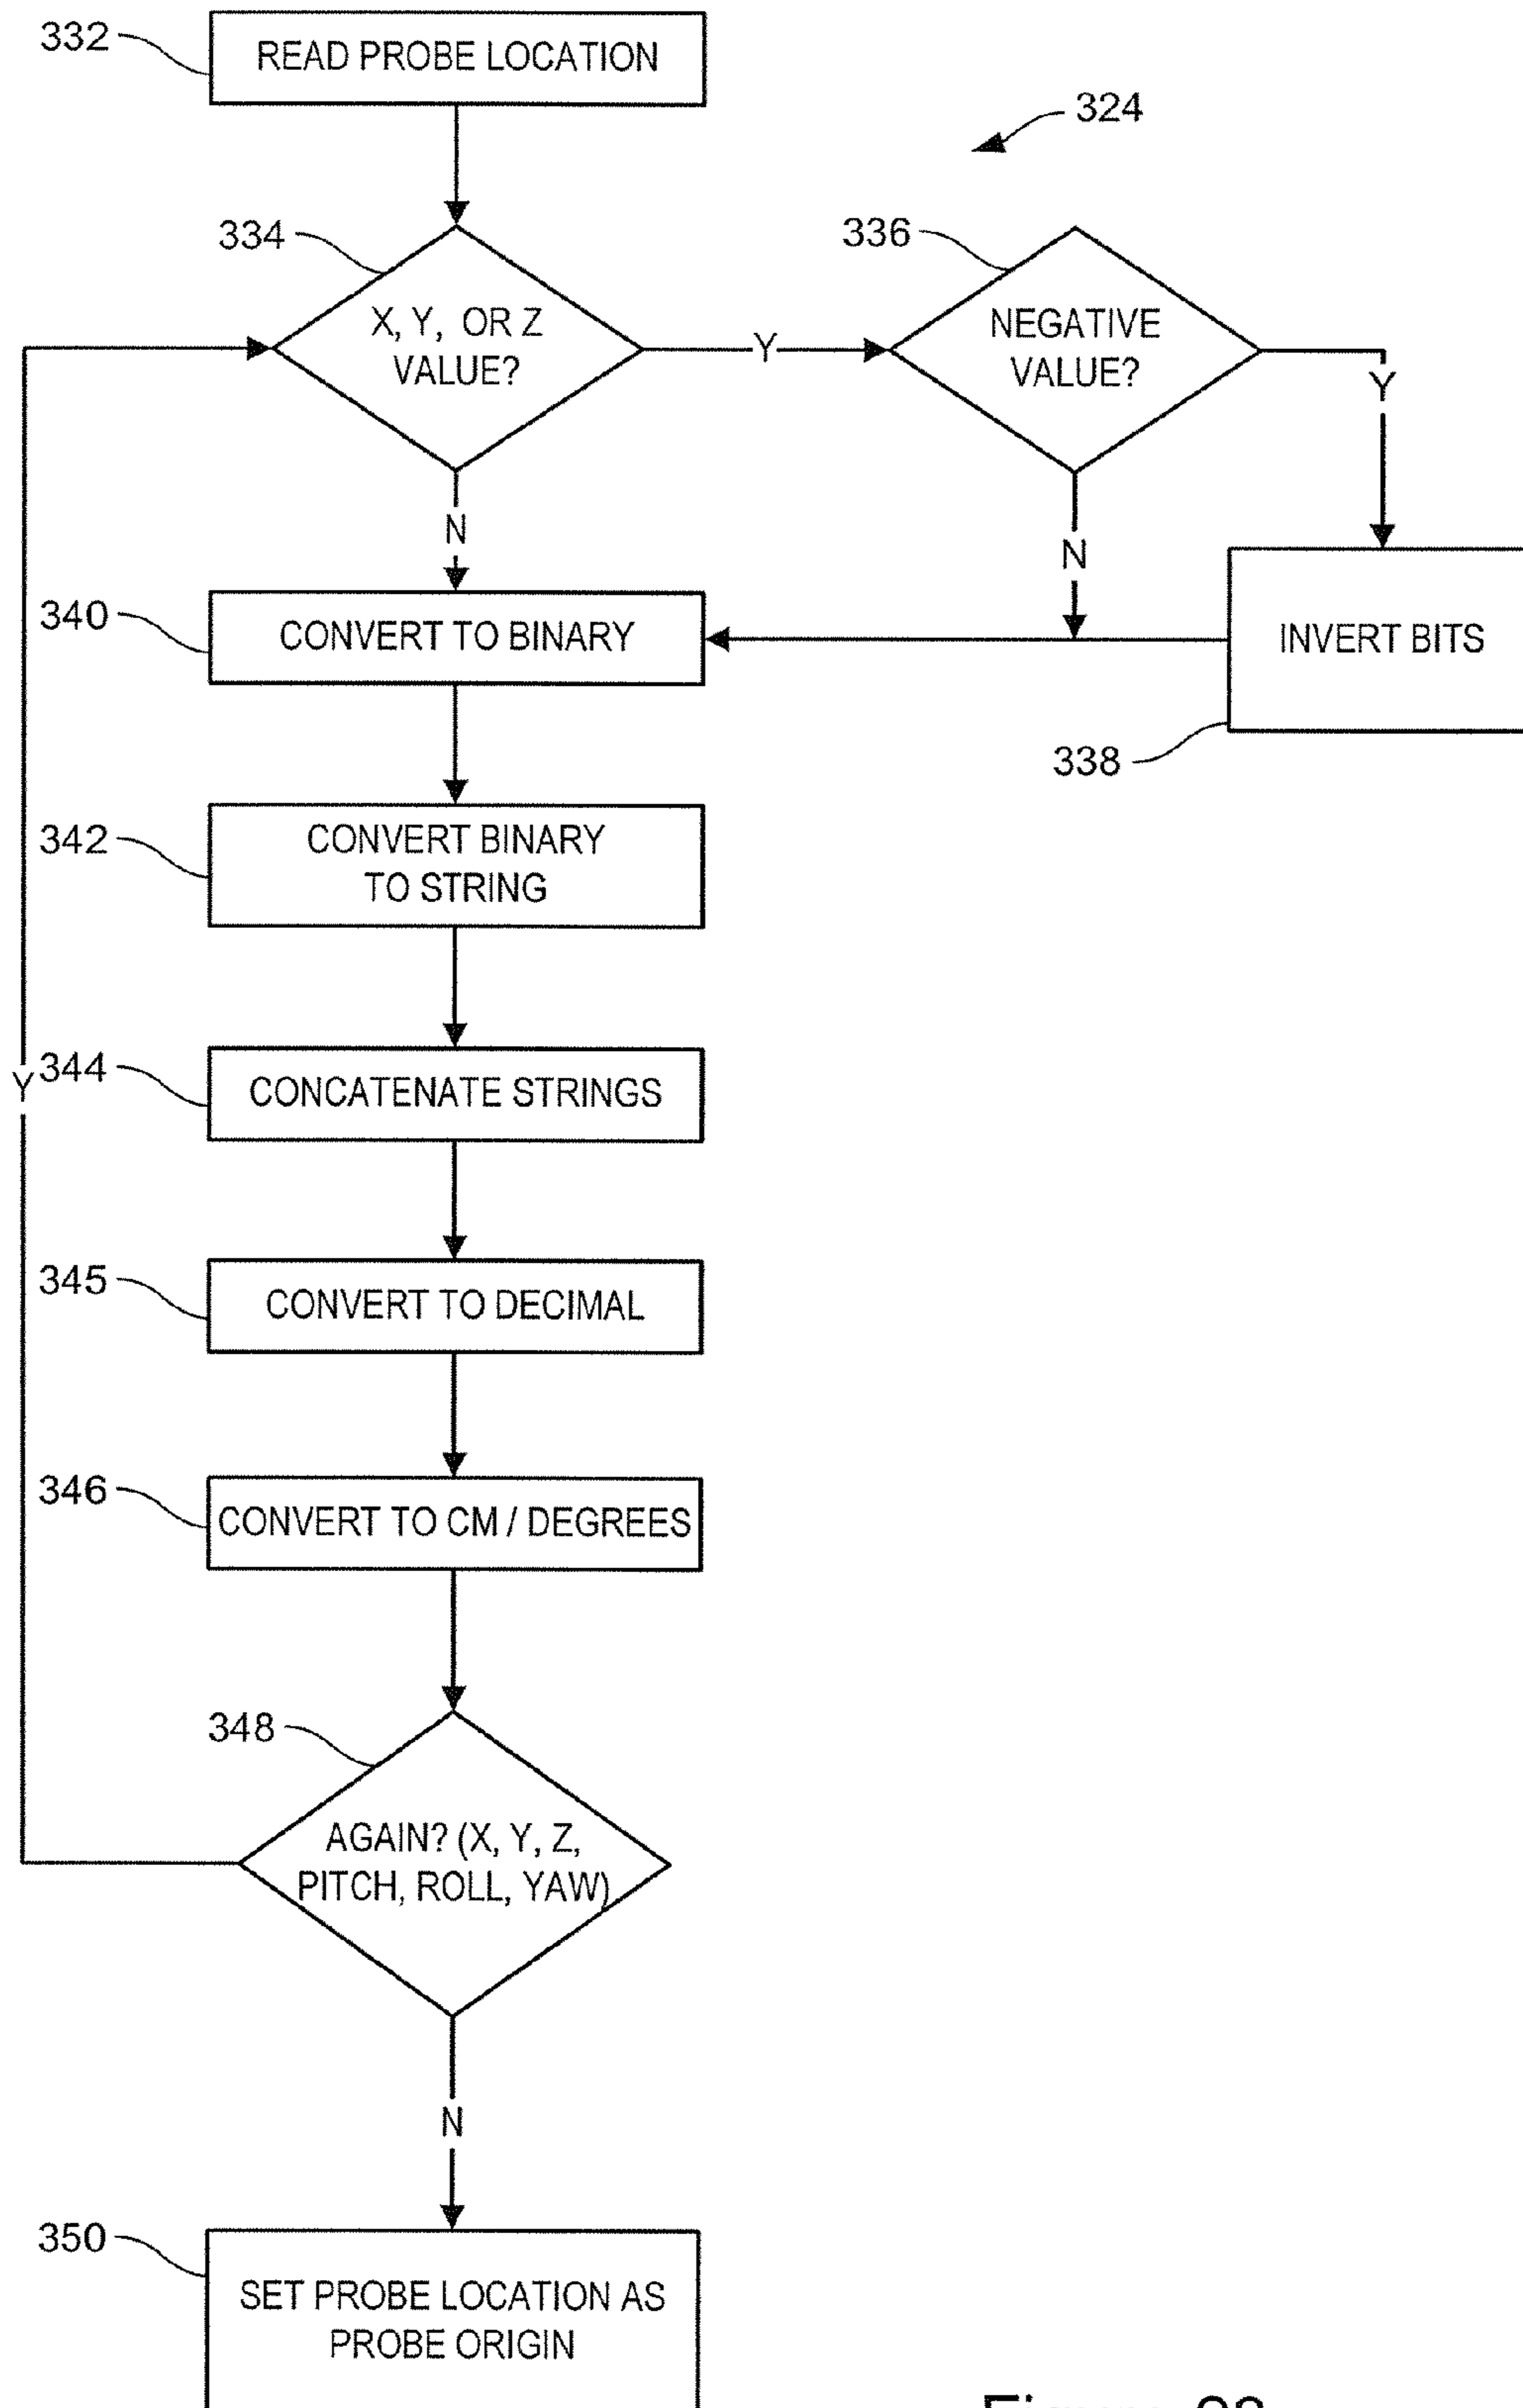 332
READ PROBE LOCATION
324
334
X, Y, OR Z
VALUE?
Y
336
NEGATIVE
VALUE?
Y
N
N
340
CONVERT TO BINARY
INVERT BITS
338
342
CONVERT BINARY
TO STRING
Y
344
CONCATENATE STRINGS
345
CONVERT TO DECIMAL
346
CONVERT TO CM / DEGREES
348
AGAIN? (X, Y, Z,
PITCH, ROLL, YAW)
N
350
SET PROBE LOCATION AS
PROBE ORIGIN